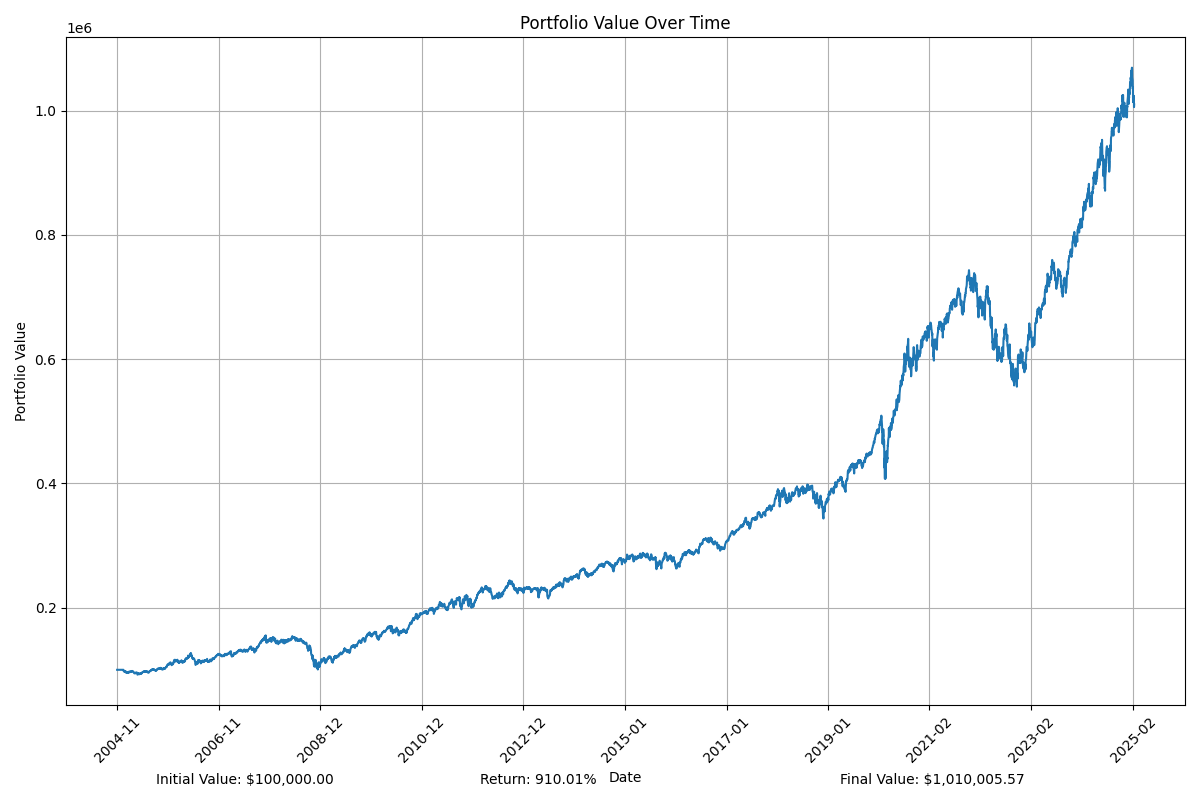 Portfolio Value Over Time
1e6
1.0
0.8
0.6
0.4
0.2
Portfolio Value
2004-11
2006-11
2008-12
2010-12
2012-12
2015-01
2017-01
2019-01
2021-02
2023-02
2025-02
Date
Initial Value: $100,000.00
Return: 910.01%
Final Value: $1,010,005.57